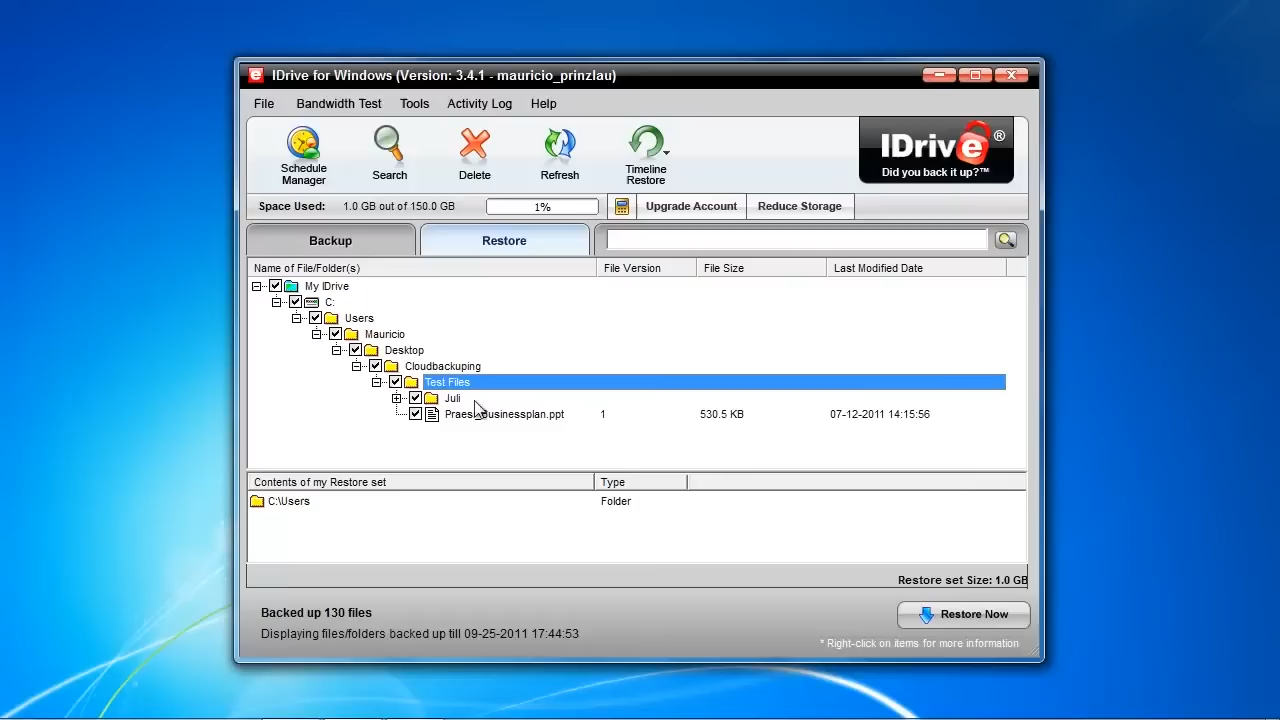 IDrive for Windows (Version: 3.4.1 - mauricio_prinzlau)
File Bandwidth Test Tools Activity Log Help
Schedule Manager
Search
Delete
Refresh
Timeline Restore
IDrive®
Did you back it up?™
Space Used: 1.0 GB out of 150.0 GB 1% Upgrade Account Reduce Storage
Backup Restore
Name of File/Folder(s) File Version File Size Last Modified Date
My IDrive
C:
Users
Mauricio
Desktop
Cloudbackuping
Test Files
Juli
Praes businessplan.ppt 1 530.5 KB 07-12-2011 14:15:56
Contents of my Restore set Type
C:\Users Folder
Restore set Size: 1.0 GB
Backed up 130 files
Restore Now
Displaying files/folders backed up till 09-25-2011 17:44:53
* Right-click on items for more information